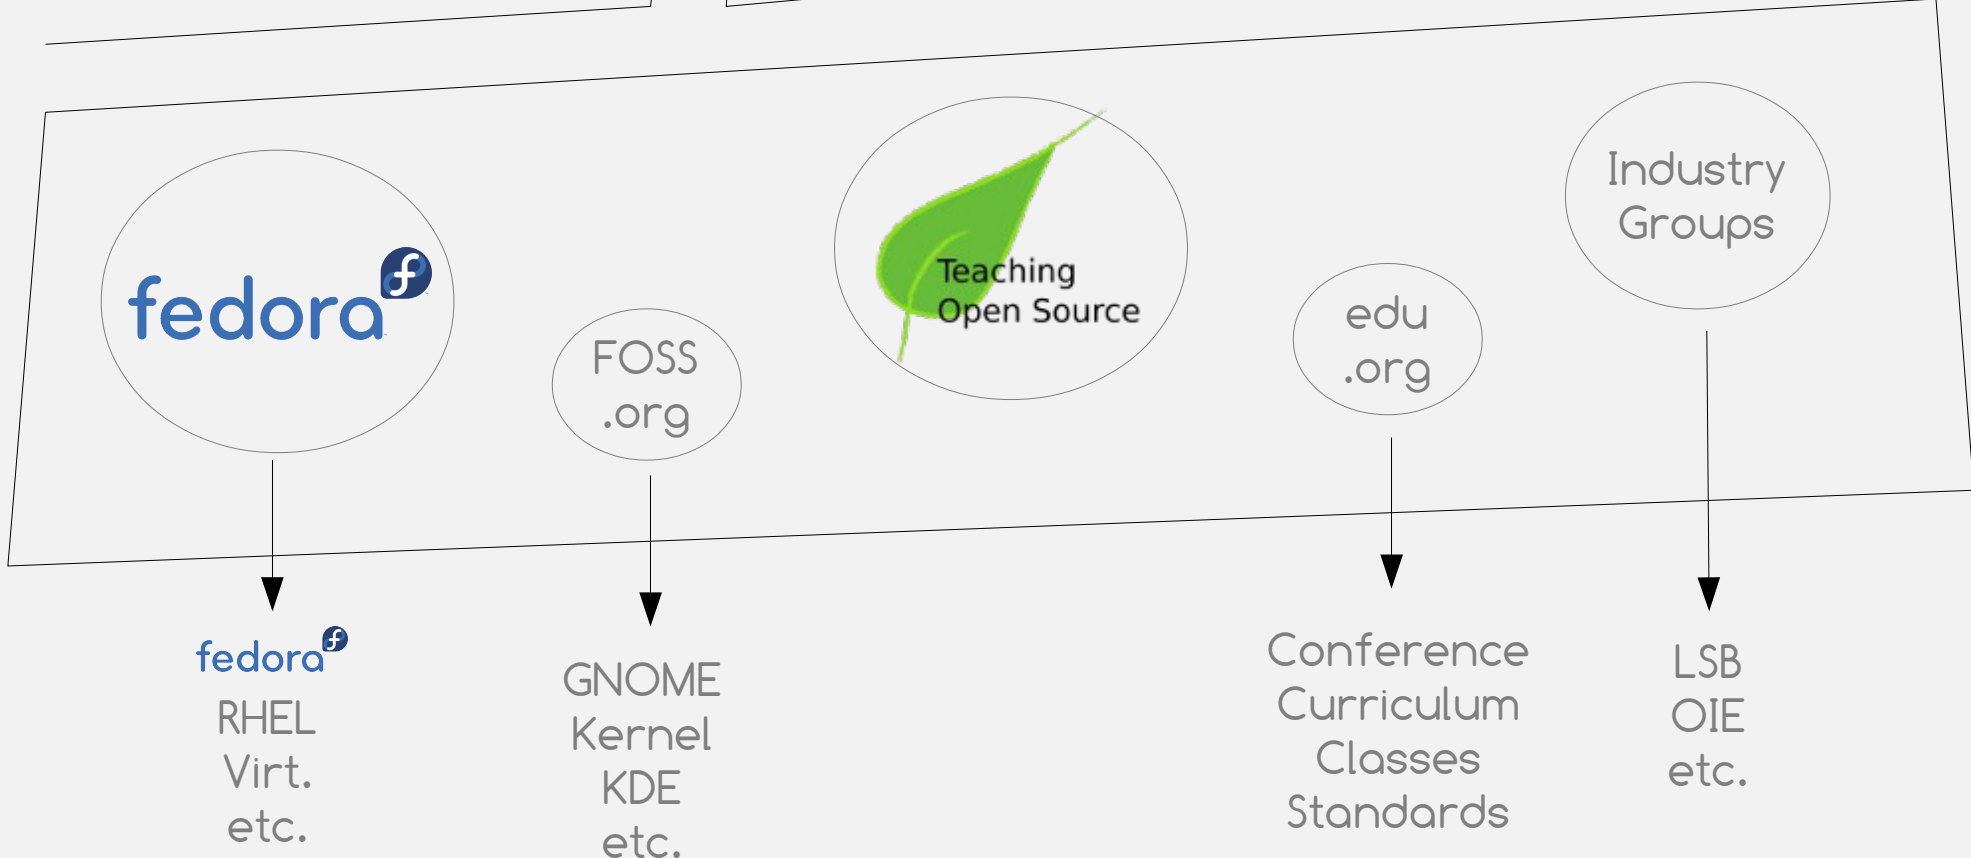 fedora
FOSS
.org
Teaching
Open Source
edu
.org
Industry
Groups
fedora
RHEL
Virt.
etc.
GNOME
Kernel
KDE
etc.
Conference
Curriculum
Classes
Standards
LSB
OIE
etc.